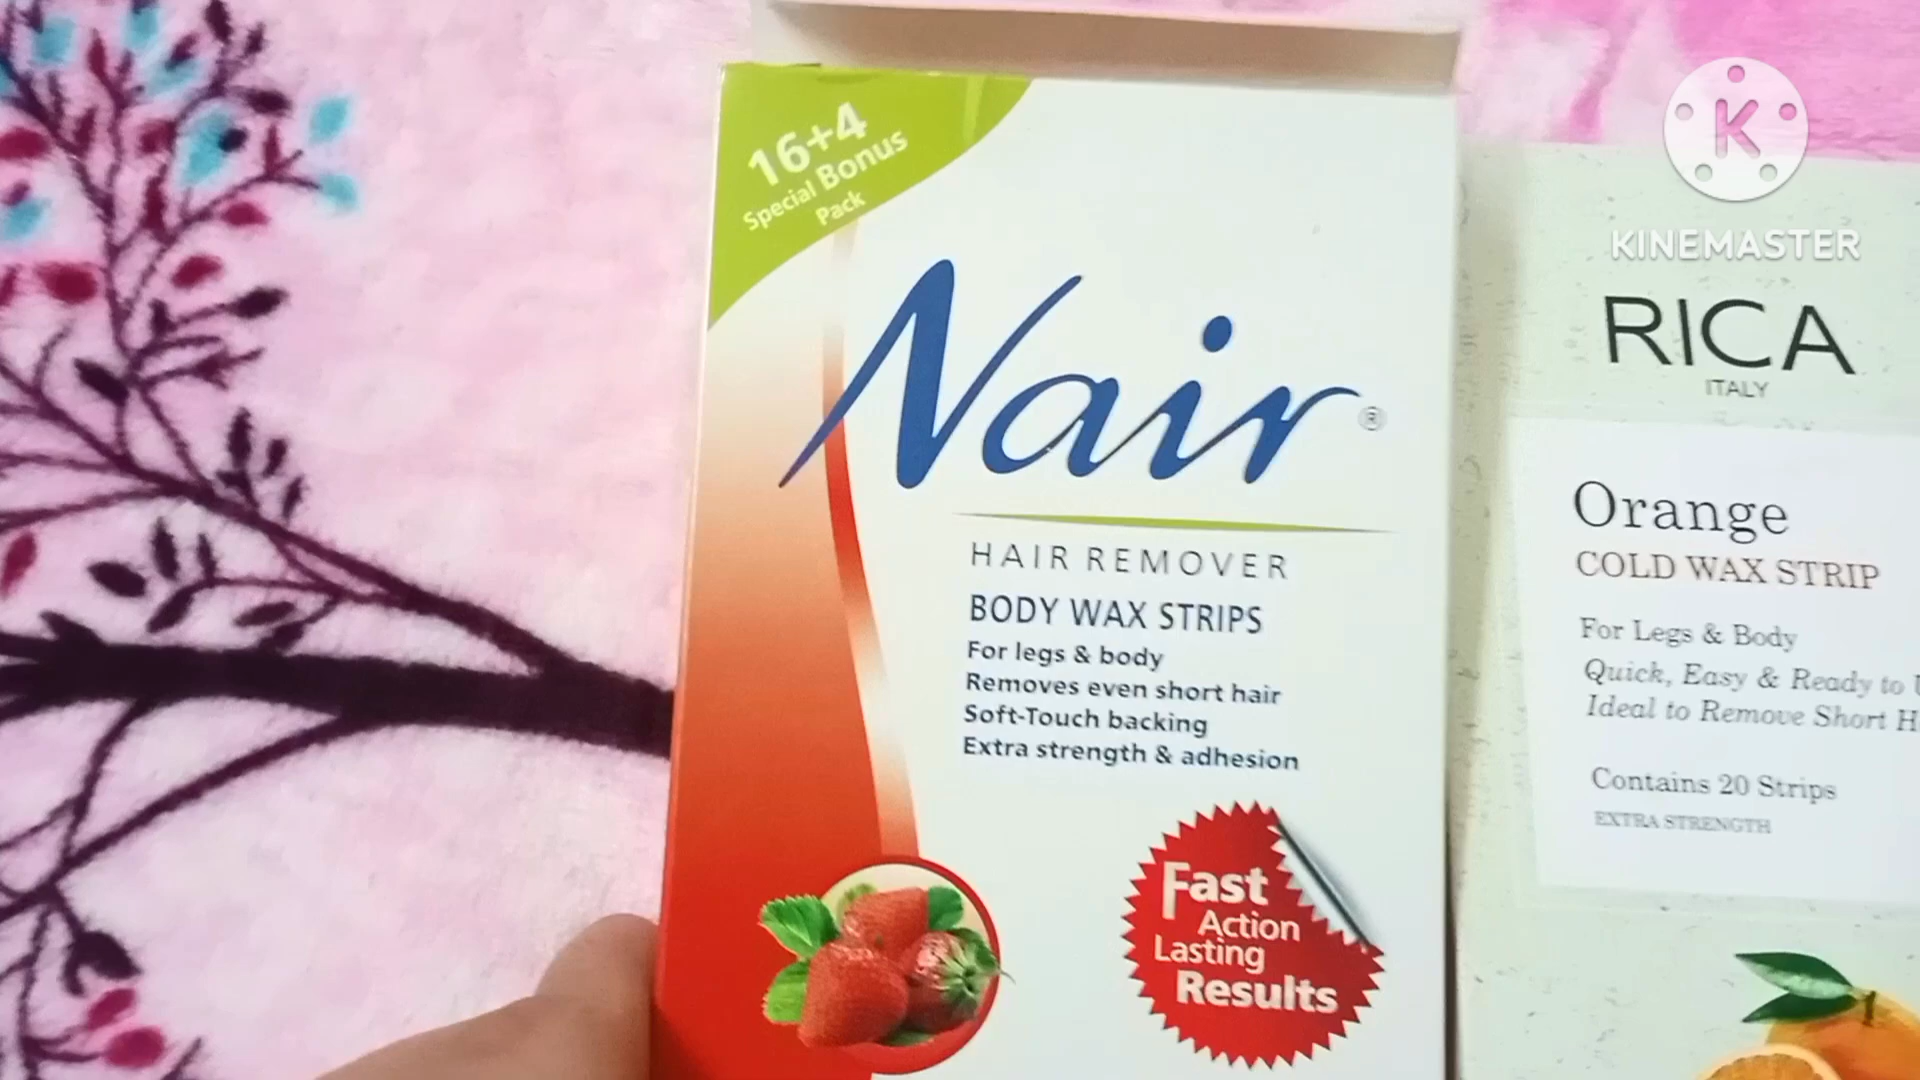 16+4
Special Bonus
Pack
Nair®
HAIR REMOVER
BODY WAX STRIPS
For legs & body
Removes even short hair
Soft-Touch backing
Extra strength & adhesion
Fast
Action
Lasting
Results
K
KINEMASTER
RICA
ITALY
Orange
COLD WAX STRIP
For Legs & Body
Quick, Easy & Ready to
Ideal to Remove Short
Contains 20 Strips
EXTRA STRENGTH